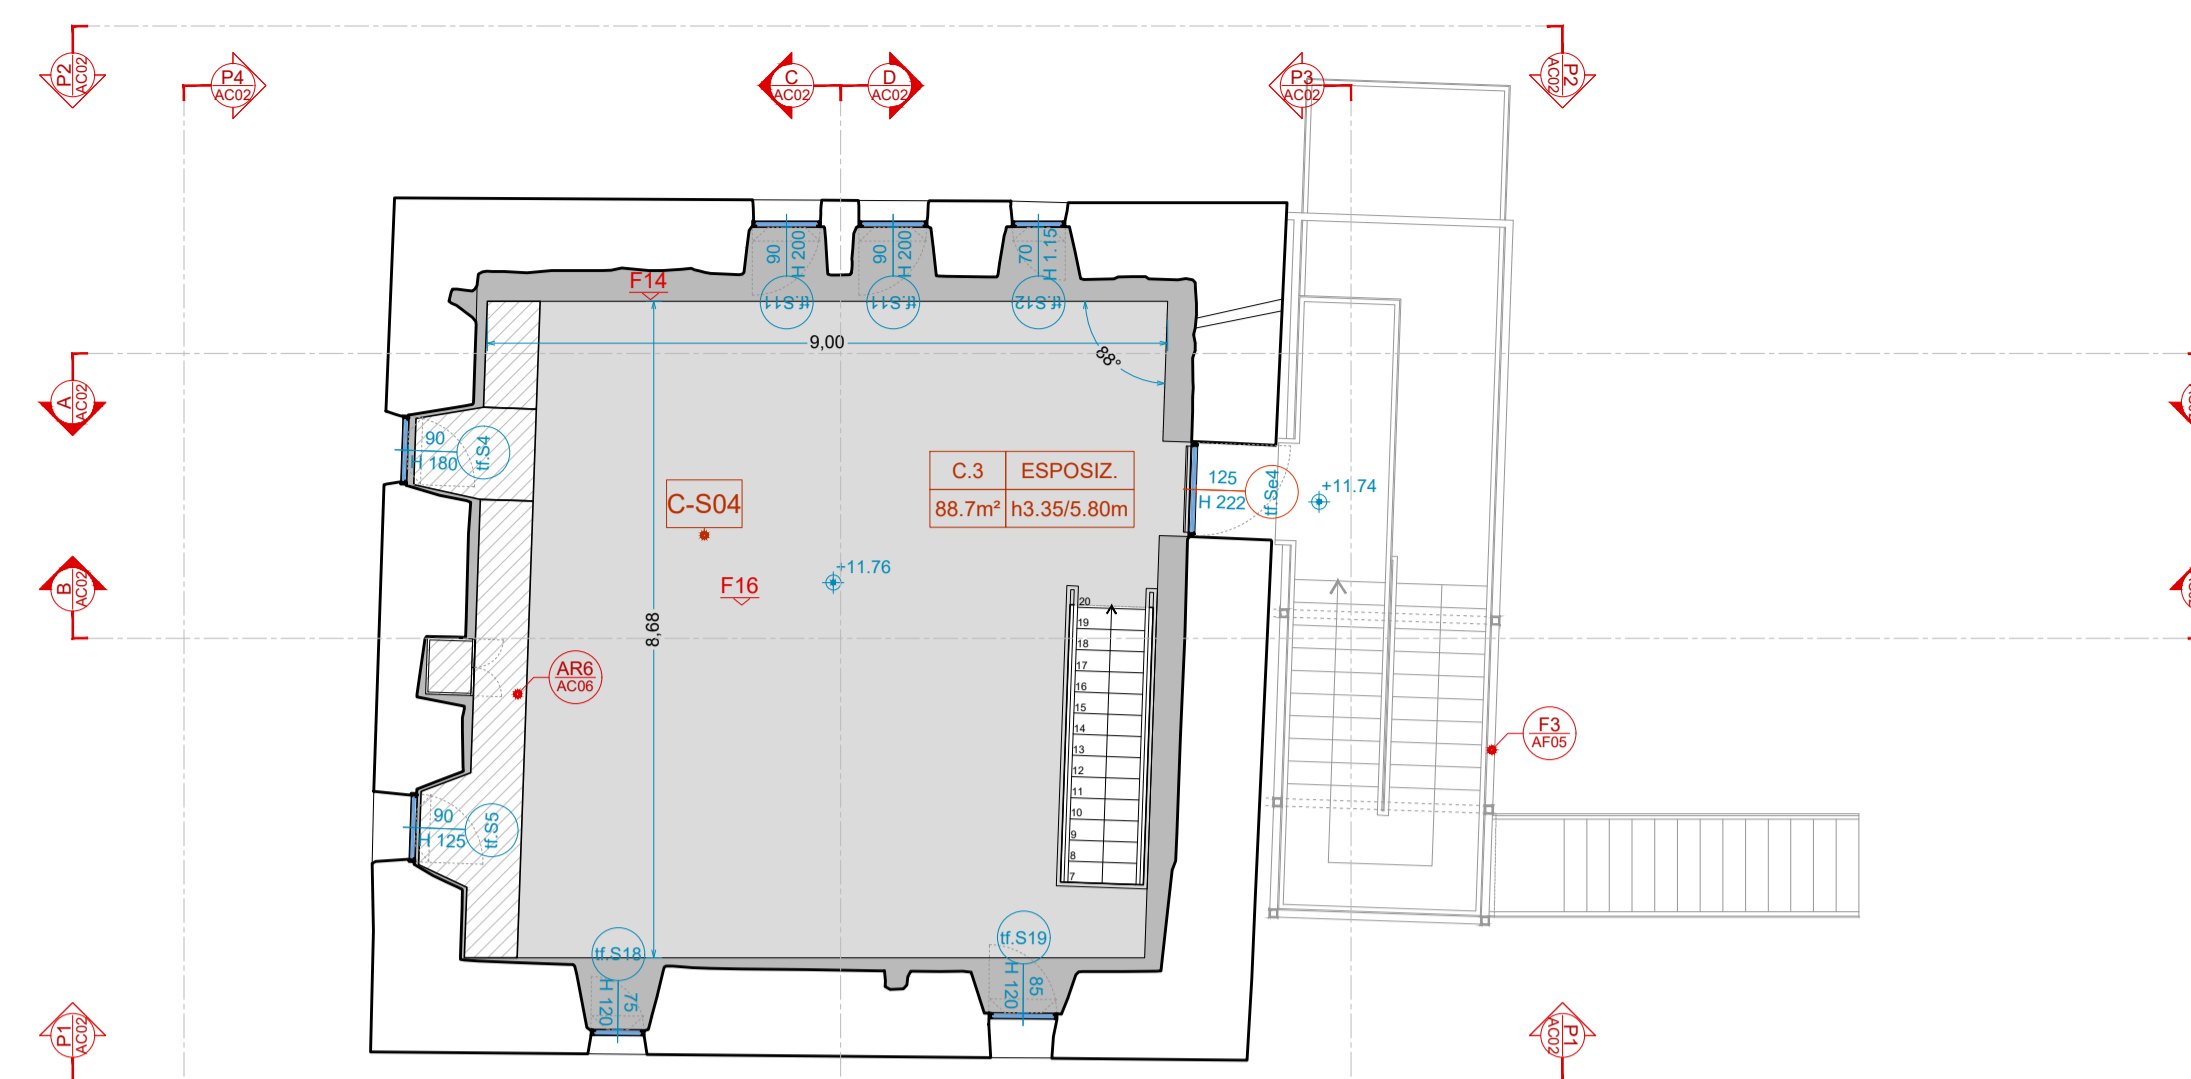 P2
AC02
P4
AC02
C
AC02
D
AC02
P3
AC02
P2
AC02
90
H 200
90
H 200
70
H 1.15
F14
tf.S11
tf.S11
tf.S12
9,00
88°
A
AC02
90
H 180
tf.S4
C.3 ESPOSIZ.
88.7m² h3.35/5.80m
C-S04
125
H 222
tf.Se4
+11.74
+11.76
F16
B
AC02
8,68
20
19
18
17
16
15
14
13
12
11
10
9
8
7
AR6
AC06
F3
AF05
90
H 125
tf.S5
tf.S18
H 120
75
tf.S19
H 120
85
P1
AC02
P1
AC02